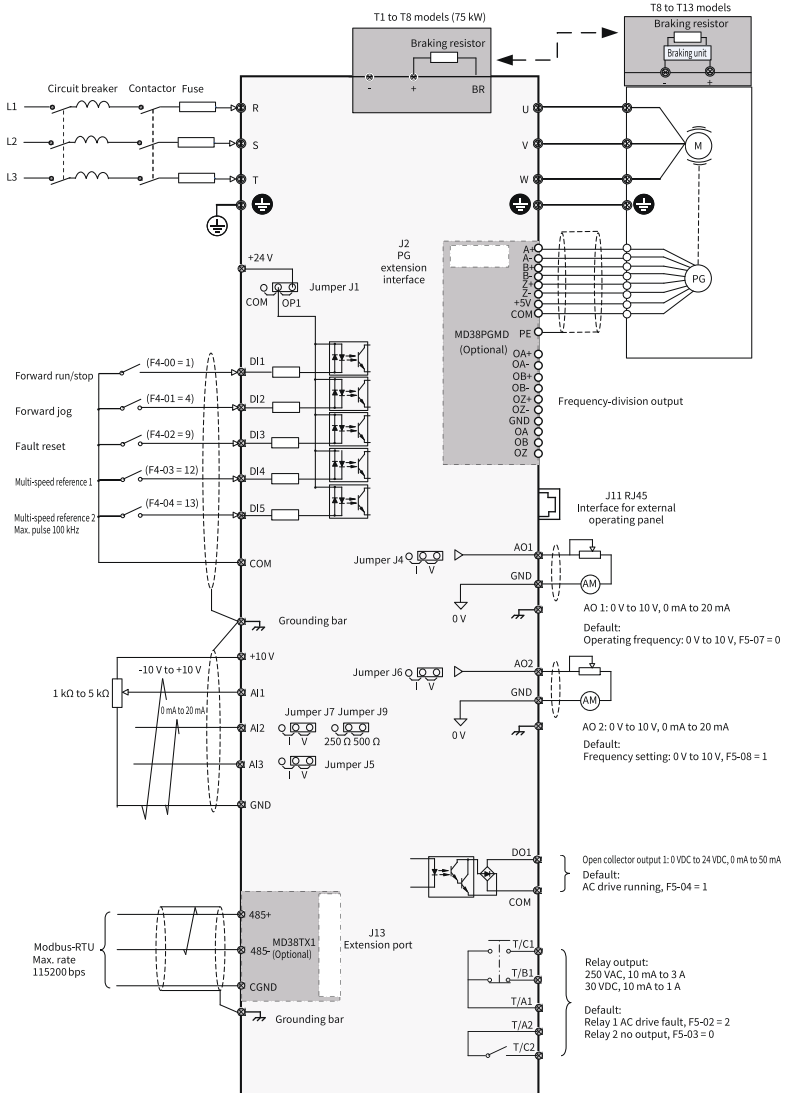 T1 to T8 models (75 kW)
T8 to T13 models
Braking resistor
Braking resistor
Braking unit
- + BR
- +
Circuit breaker Contactor Fuse
L1
R
U
L2
S
V
M
L3
T
W
J2
PG
extension
interface
+24 V
COM OP1
Jumper J1
A+
A-
B+
B-
Z+
Z-
+5V
COM
PG
MD38PGMD
(Optional)
PE
OA+
OA-
OB+
OB-
OZ+
OZ-
GND
OA
OB
OZ
Frequency-division output
Forward run/stop
(F4-00 = 1)
DI1
Forward jog
(F4-01 = 4)
DI2
Fault reset
(F4-02 = 9)
DI3
Multi-speed reference 1
(F4-03 = 12)
DI4
Multi-speed reference 2
Max. pulse 100 kHz
(F4-04 = 13)
DI5
COM
J11 RJ45
Interface for external
operating panel
Jumper J4
I V
AO1
GND
AM
0 V
AO 1: 0 V to 10 V, 0 mA to 20 mA
Default:
Operating frequency: 0 V to 10 V, F5-07 = 0
Grounding bar
+10 V
-10 V to +10 V
1 kΩ to 5 kΩ
AI1
0 mA to 20 mA
Jumper J6
I V
AO2
GND
AM
0 V
AO 2: 0 V to 10 V, 0 mA to 20 mA
Default:
Frequency setting: 0 V to 10 V, F5-08 = 1
Jumper J7 Jumper J9
AI2
I V
250 Ω 500 Ω
AI3
Jumper J5
I V
GND
DO1
COM
Open collector output 1: 0 VDC to 24 VDC, 0 mA to 50 mA
Default:
AC drive running, F5-04 = 1
485+
485-
CGND
MD38TX1
(Optional)
J13
Extension port
Modbus-RTU
Max. rate
115200 bps
Grounding bar
T/C1
T/B1
T/A1
T/A2
T/C2
Relay output:
250 VAC, 10 mA to 3 A
30 VDC, 10 mA to 1 A
Default:
Relay 1 AC drive fault, F5-02 = 2
Relay 2 no output, F5-03 = 0